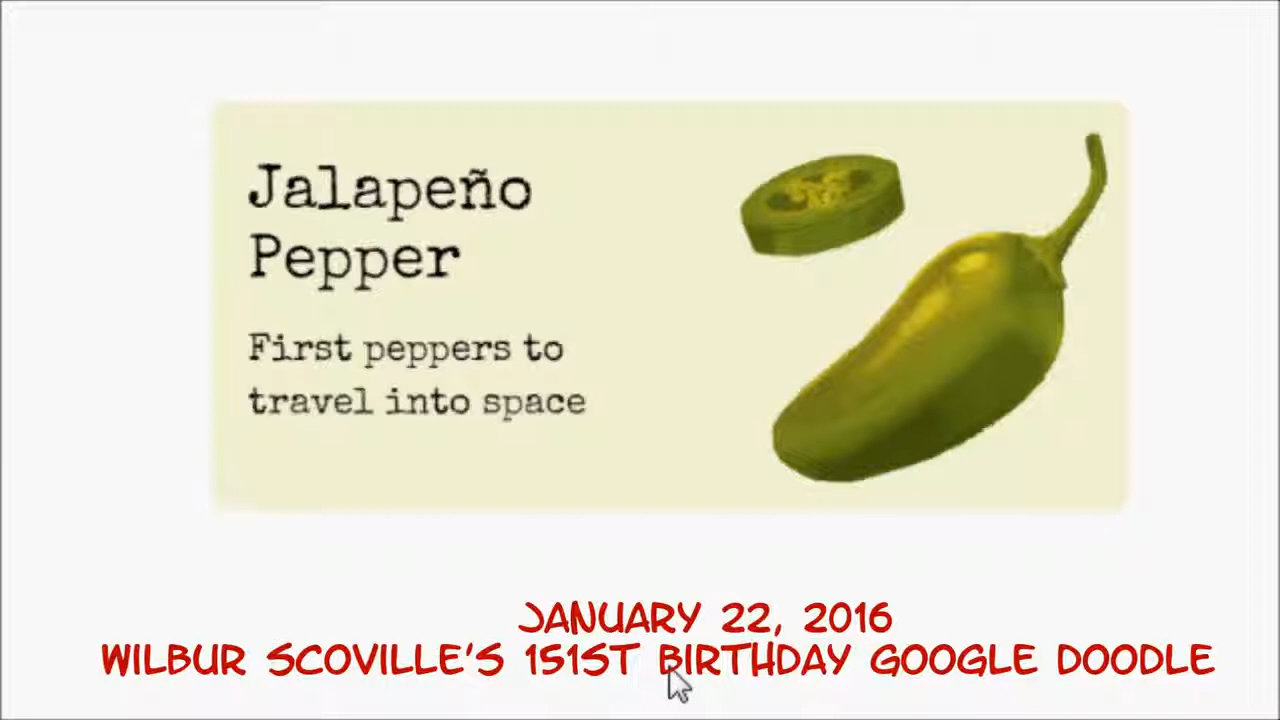 Jalapeño
Pepper
First peppers to
travel into space
JANUARY 22, 2016
WILBUR SCOVILLE'S 151ST BIRTHDAY GOOGLE DOODLE